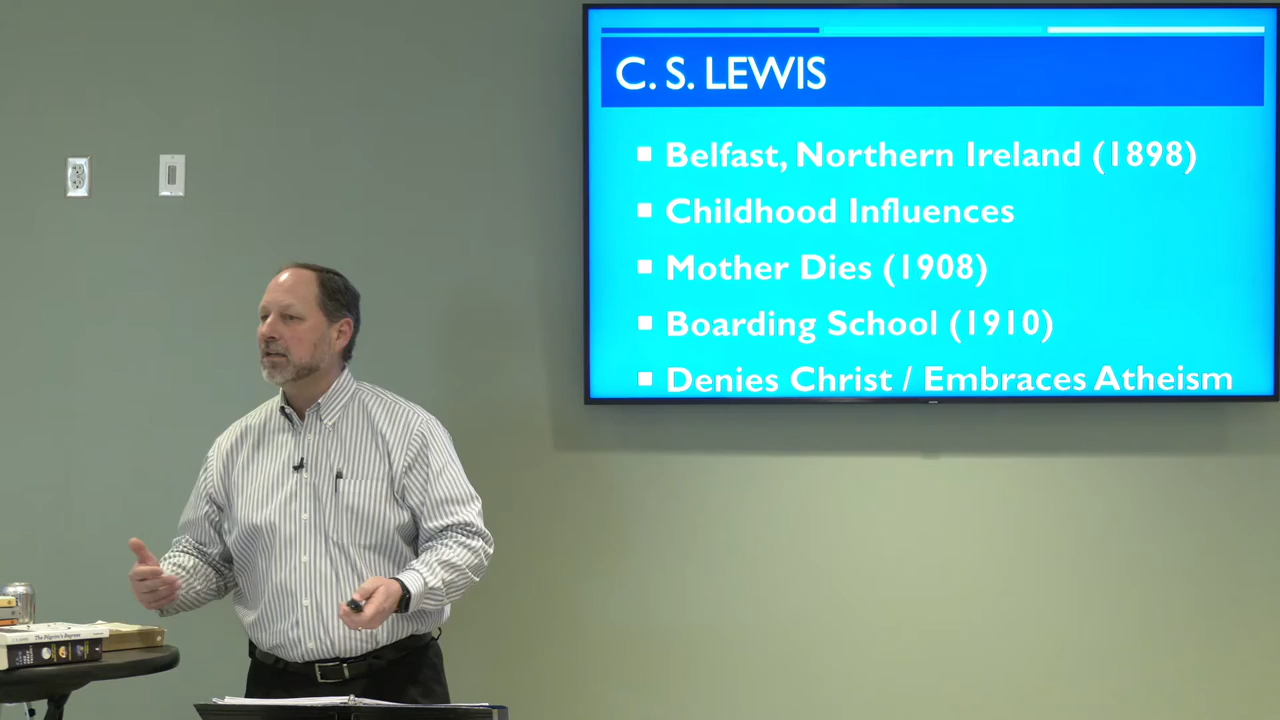 C. S. LEWIS
Belfast, Northern Ireland (1898)
Childhood Influences
Mother Dies (1908)
Boarding School (1910)
Denies Christ / Embraces Atheism
The Pilgrim's Regress